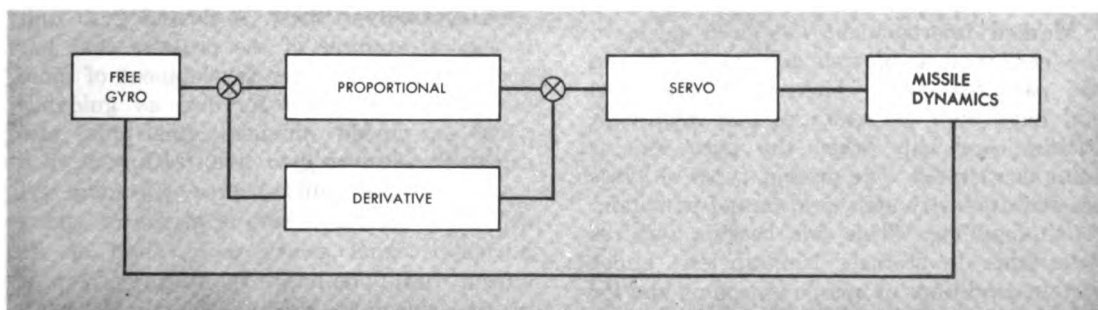 FREE
GYRO
PROPORTIONAL
SERVO
MISSILE
DYNAMICS
DERIVATIVE